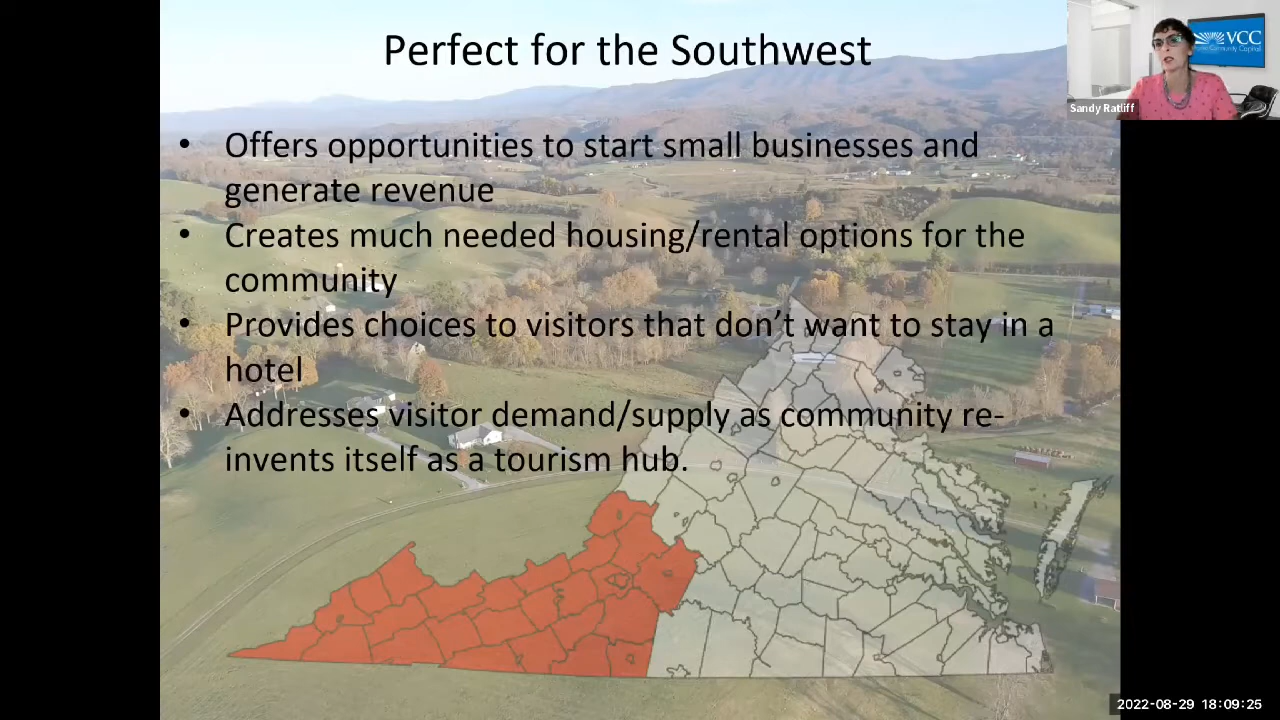 Perfect for the Southwest
VCC
Community Capital
Sandy Ratliff
• Offers opportunities to start small businesses and
generate revenue
• Creates much needed housing/rental options for the
community
• Provides choices to visitors that don't want to stay in a
hotel
• Addresses visitor demand/supply as community re-
invents itself as a tourism hub.
2022-08-29 18:09:25